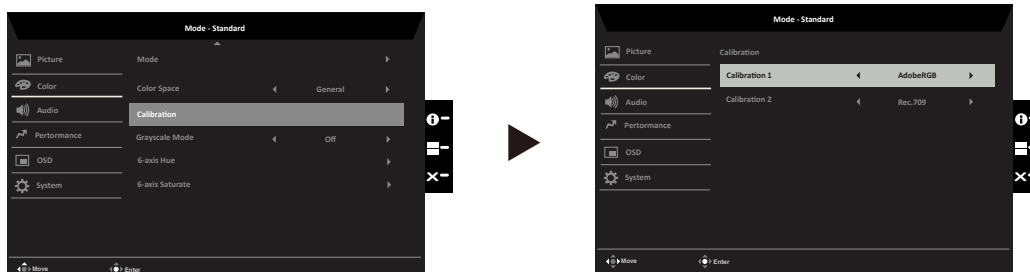 Mode - Standard
Picture
Mode
Color
Color Space
General
Audio
Calibration
Pertormance
Grayscale Mode
Off
OSD
6-axis Hue
System
6-axis Saturate
Move
Enter
Mode - Standard
Picture
Calibration
Color
Calibration 1
AdobeRGB
Audio
Calibration 2
Rec.709
Pertormance
OSD
System
Move
Enter